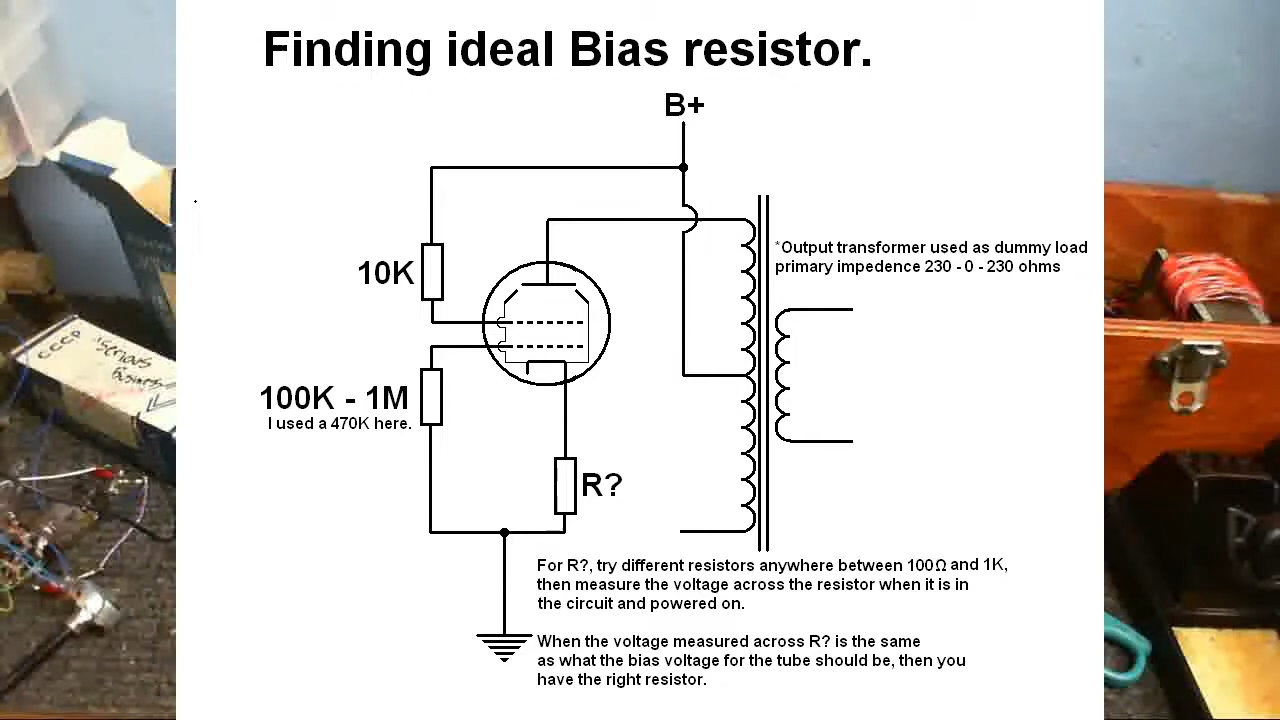 Finding ideal Bias resistor.
B+
*Output transformer used as dummy load
primary impedence 230 - 0 - 230 ohms
10K
100K - 1M
I used a 470K here.
R?
For R?, try different resistors anywhere between 100Ω and 1K,
then measure the voltage across the resistor when it is in
the circuit and powered on.
When the voltage measured across R? is the same
as what the bias voltage for the tube should be, then you
have the right resistor.
CCCP
"Serious
Business